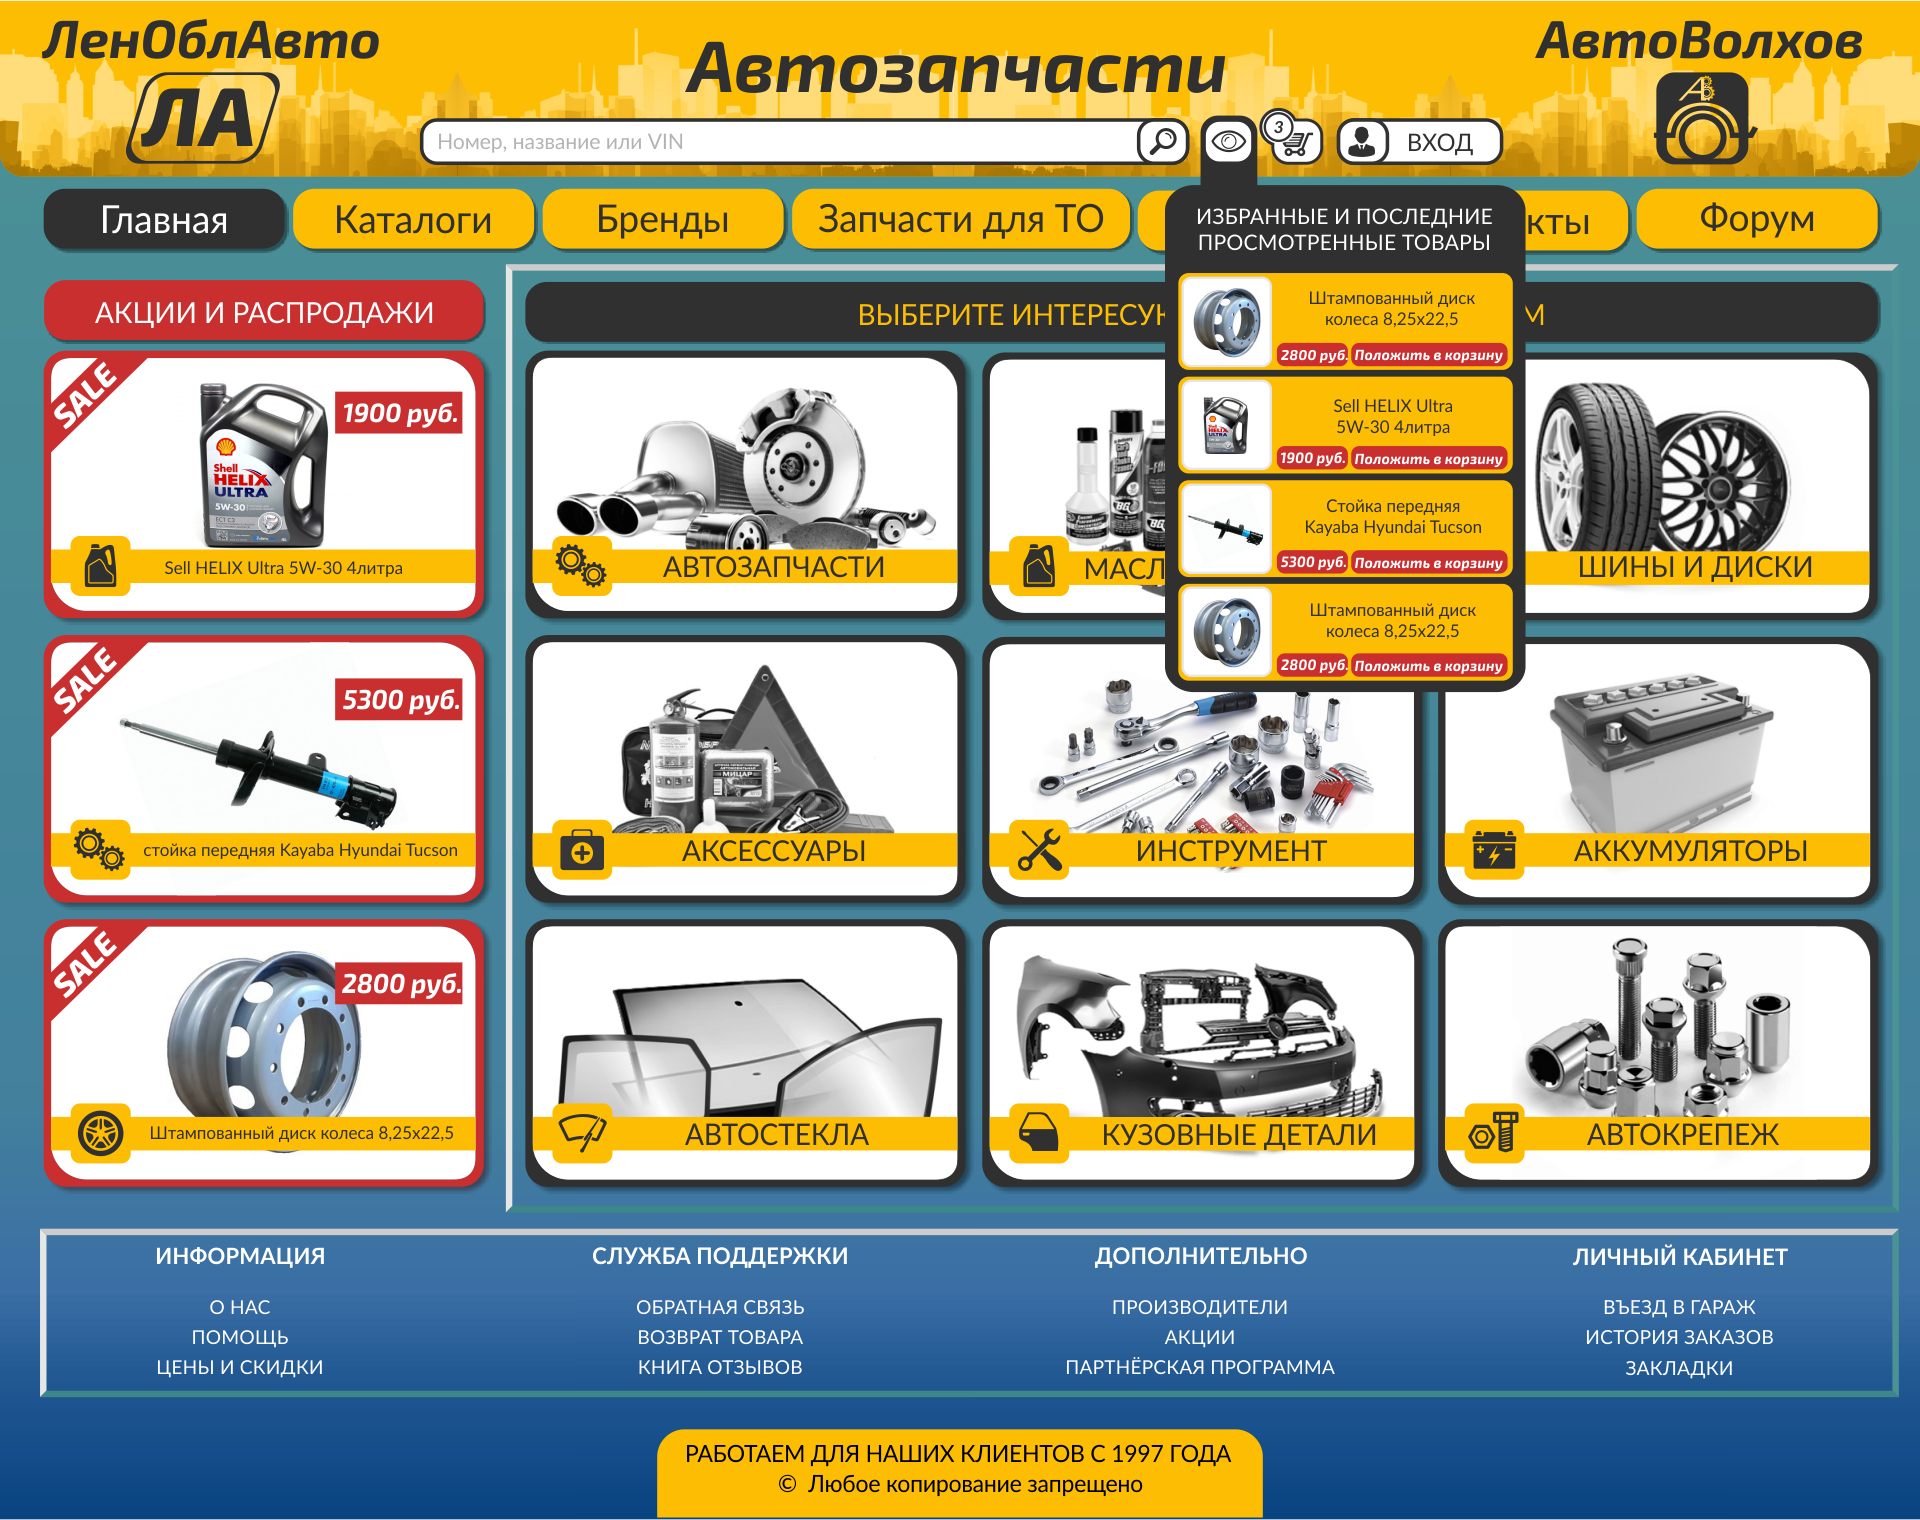 ЛенОблАвто
ЛА
Автозапчасти
АвтоВолхов
АВ
Номер, название или VIN
3
ВХОД
Главная
Каталоги
Бренды
Запчасти для ТО
кты
Форум
ИЗБРАННЫЕ И ПОСЛЕДНИЕ
ПРОСМОТРЕННЫЕ ТОВАРЫ
Штампованный диск
колеса 8,25х22,5
2800 руб.
Положить в корзину
Sell HELIX Ultra
5W-30 4литра
1900 руб.
Положить в корзину
Стойка передняя
Kayaba Hyundai Tucson
5300 руб.
Положить в корзину
Штампованный диск
колеса 8,25х22,5
2800 руб.
Положить в корзину
АКЦИИ И РАСПРОДАЖИ
SALE
1900 руб.
Shell
HELIX
ULTRA
5W-30
Sell HELIX Ultra 5W-30 4литра
SALE
5300 руб.
стойка передняя Kayaba Hyundai Tucson
SALE
2800 руб.
Штампованный диск колеса 8,25х22,5
ВЫБЕРИТЕ ИНТЕРЕСУЮ
М
АВТОЗАПЧАСТИ
МАСЛ
ШИНЫ И ДИСКИ
МИЦАР
АКСЕССУАРЫ
ИНСТРУМЕНТ
АККУМУЛЯТОРЫ
АВТОСТЕКЛА
КУЗОВНЫЕ ДЕТАЛИ
АВТОКРЕПЕЖ
ИНФОРМАЦИЯ
О НАС
ПОМОЩЬ
ЦЕНЫ И СКИДКИ
СЛУЖБА ПОДДЕРЖКИ
ОБРАТНАЯ СВЯЗЬ
ВОЗВРАТ ТОВАРА
КНИГА ОТЗЫВОВ
ДОПОЛНИТЕЛЬНО
ПРОИЗВОДИТЕЛИ
АКЦИИ
ПАРТНЁРСКАЯ ПРОГРАММА
ЛИЧНЫЙ КАБИНЕТ
ВЪЕЗД В ГАРАЖ
ИСТОРИЯ ЗАКАЗОВ
ЗАКЛАДКИ
РАБОТАЕМ ДЛЯ НАШИХ КЛИЕНТОВ С 1997 ГОДА
© Любое копирование запрещено